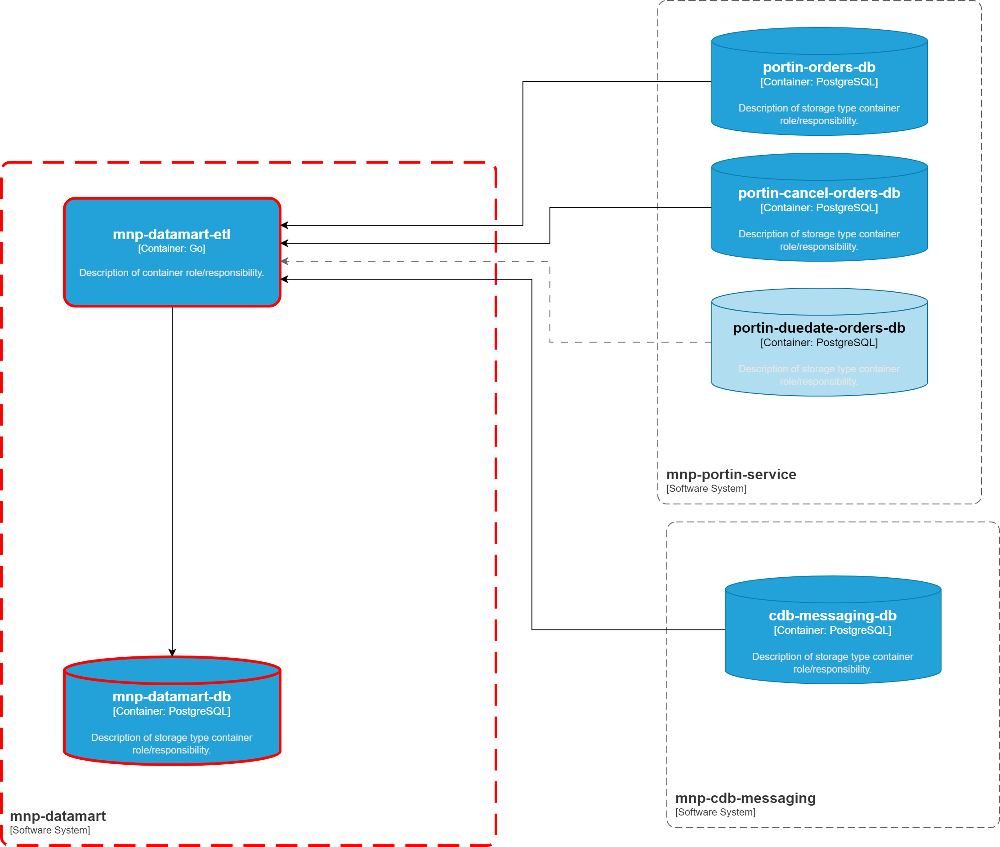 portin-orders-db
[Container: PostgreSQL]
Description of storage type container
role/responsibility.
portin-cancel-orders-db
[Container: PostgreSQL]
Description of storage type container
role/responsibility.
mnp-datamart-etl
[Container: Go]
Description of container role/responsibility.
portin-duedate-orders-db
[Container: PostgreSQL]
Description of storage type container
role/responsibility.
mnp-portin-service
[Software System]
cdb-messaging-db
[Container: PostgreSQL]
Description of storage type container
role/responsibility.
mnp-datamart-db
[Container: PostgreSQL]
Description of storage type container
role/responsibility.
mnp-cdb-messaging
[Software System]
mnp-datamart
[Software System]